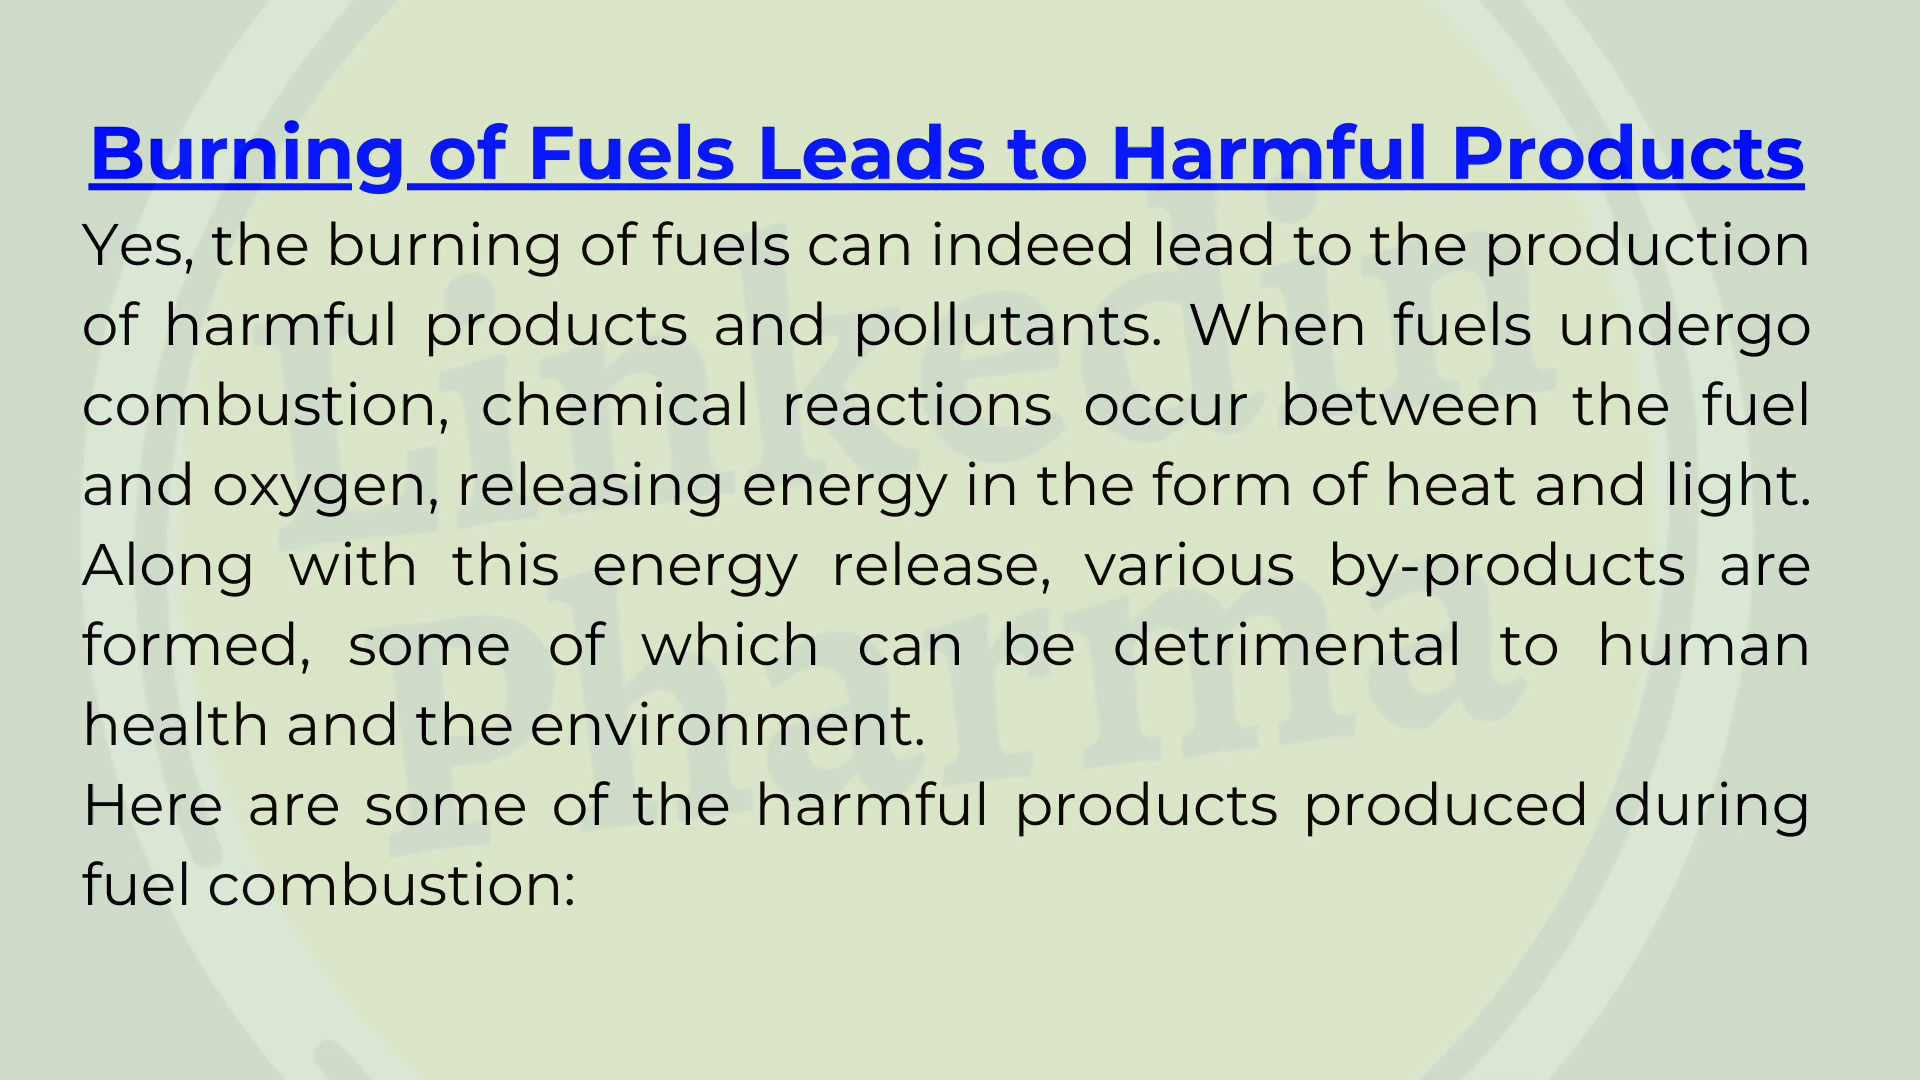 Burning of Fuels Leads to Harmful Products
Yes, the burning of fuels can indeed lead to the production
of harmful products and pollutants. When fuels undergo
combustion, chemical reactions occur between the fuel
and oxygen, releasing energy in the form of heat and light.
Along with this energy release, various by-products are
formed, some of which can be detrimental to human
health and the environment.
Here are some of the harmful products produced during
fuel combustion:
Linkedin
Pharma